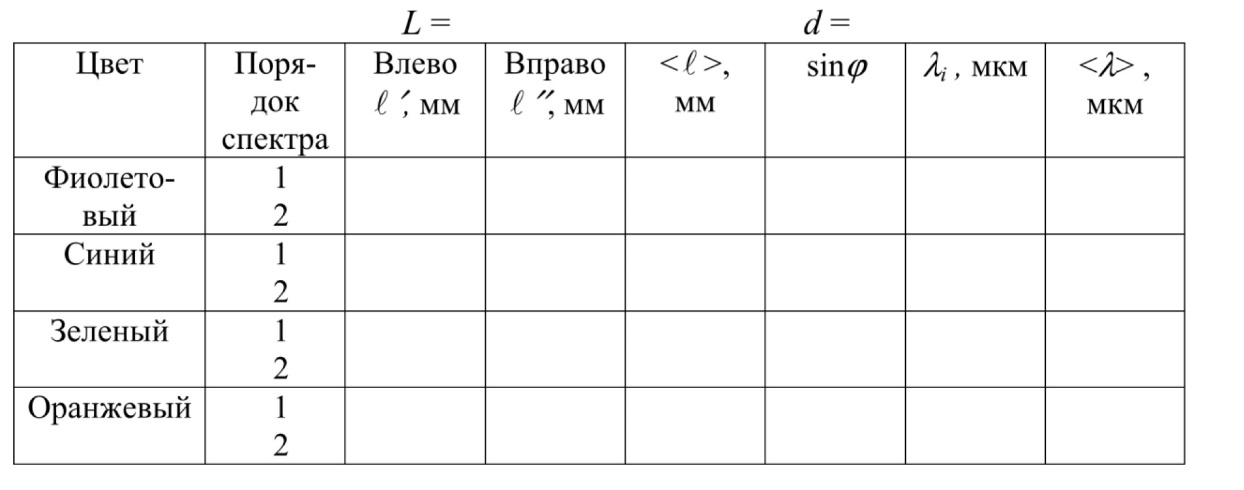 L =    d =
Цвет | Поря-док спектра | Влево ℓ′, мм | Вправо ℓ″, мм | <ℓ>, мм | sinφ | λi, мкм | <λ>, мкм
Фиолето-
вый
1
2
Синий
1
2
Зеленый
1
2
Оранжевый
1
2